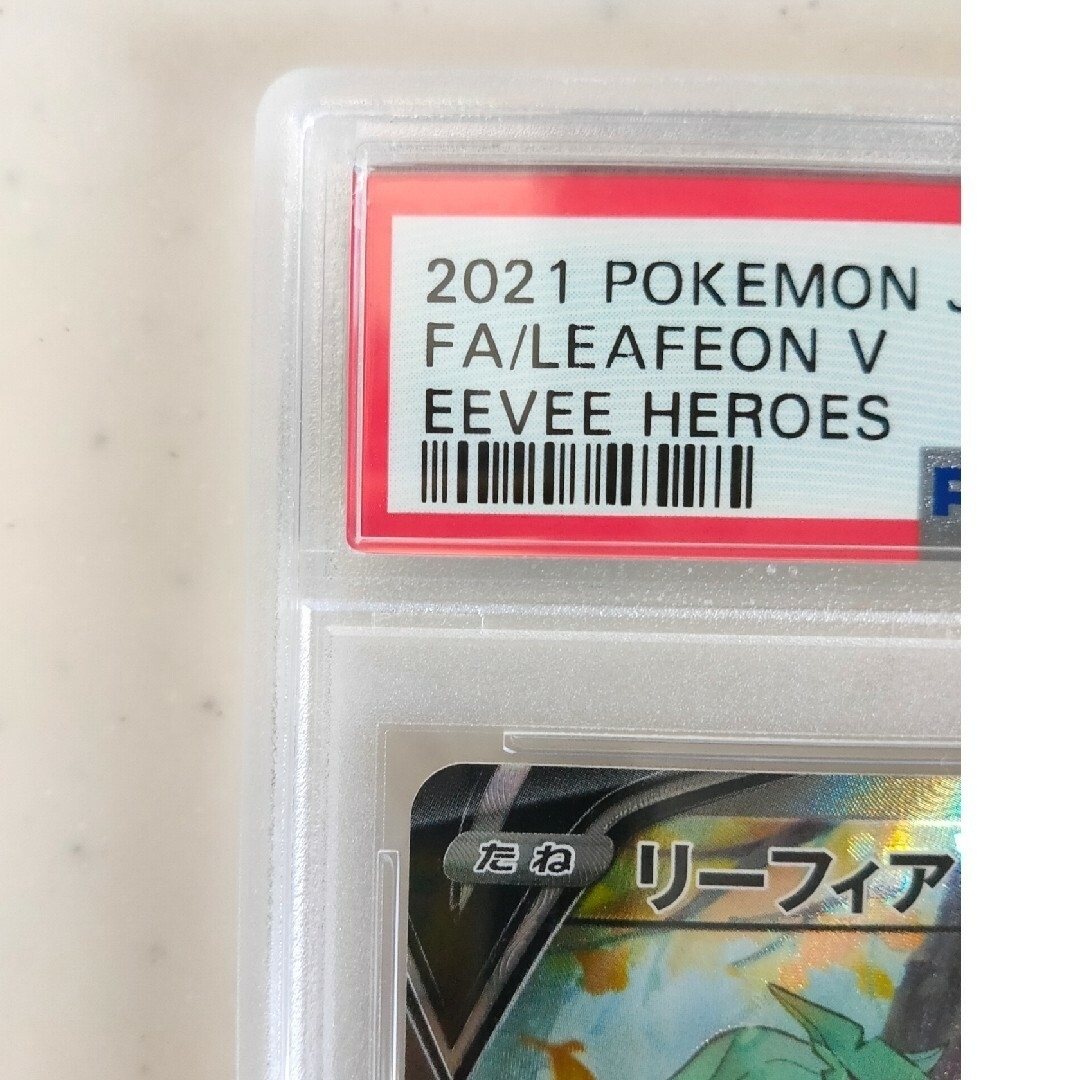 2021 POKEMON J
FA/LEAFEON V
EEVEE HEROES
P
たね リーフィア